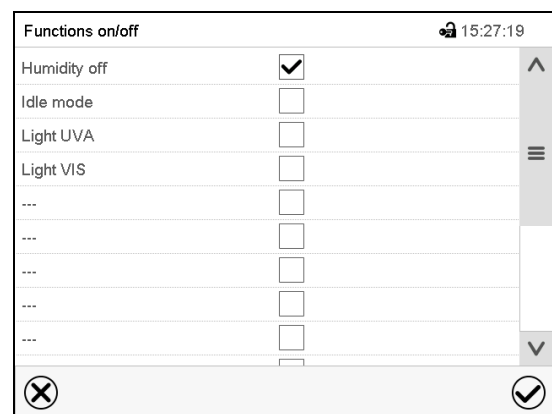 Functions on/off 15:27:19
Humidity off
Idle mode
Light UVA
Light VIS
---
---
---
---
---